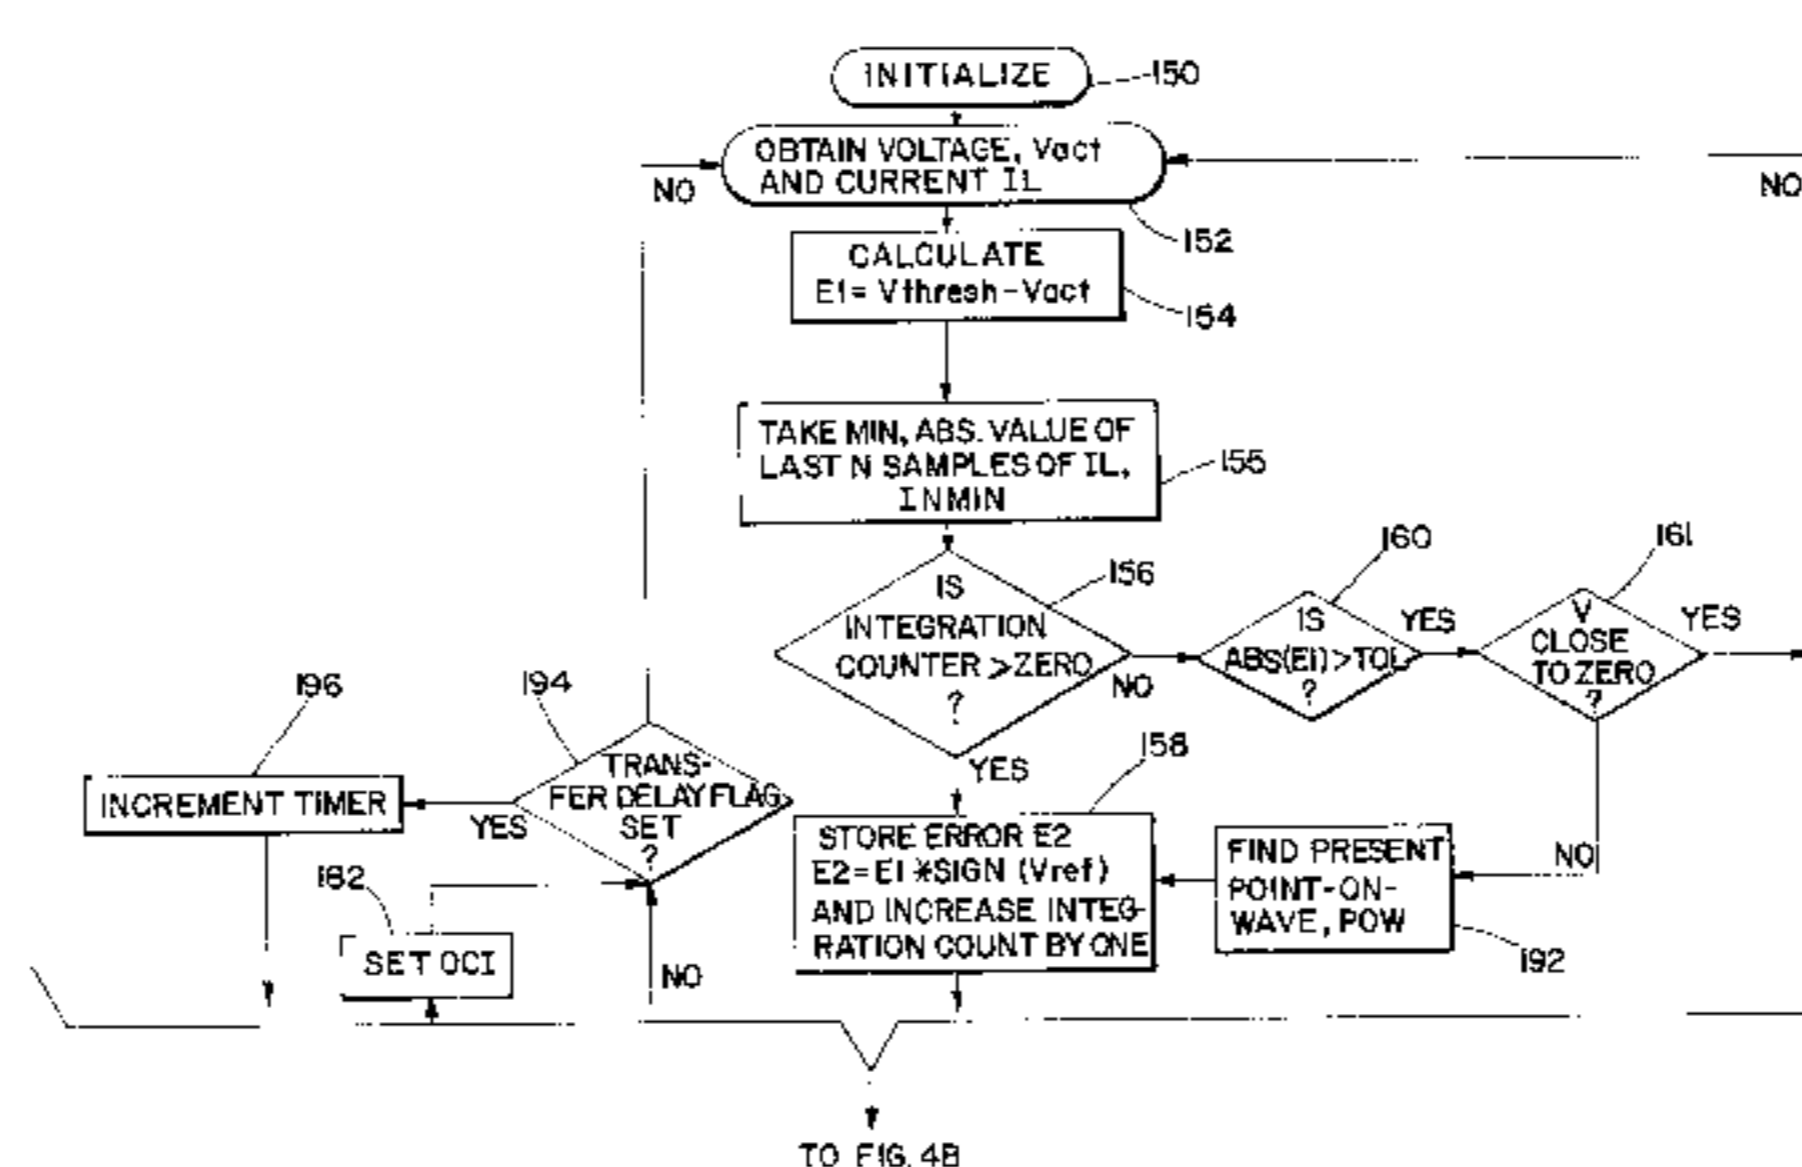 INITIALIZE
150
OBTAIN VOLTAGE, Vact
AND CURRENT IL
NO
NO
152
CALCULATE
E1= Vthresh-Vact
154
TAKE MIN, ABS. VALUE OF
LAST N SAMPLES OF IL,
INMIN
155
IS
INTEGRATION
COUNTER >ZERO
?
156
NO
YES
160
IS
ABS(E1)>TOL
?
YES
161
V
CLOSE
TO ZERO
?
YES
NO
196
INCREMENT TIMER
194
TRANS-
FER DELAY FLAG
SET
?
YES
NO
182
SET OCI
158
STORE ERROR E2
E2=E1 *SIGN (Vref)
AND INCREASE INTEG-
RATION COUNT BY ONE
FIND PRESENT
POINT-ON-
WAVE, POW
192
TO FIG. 4B